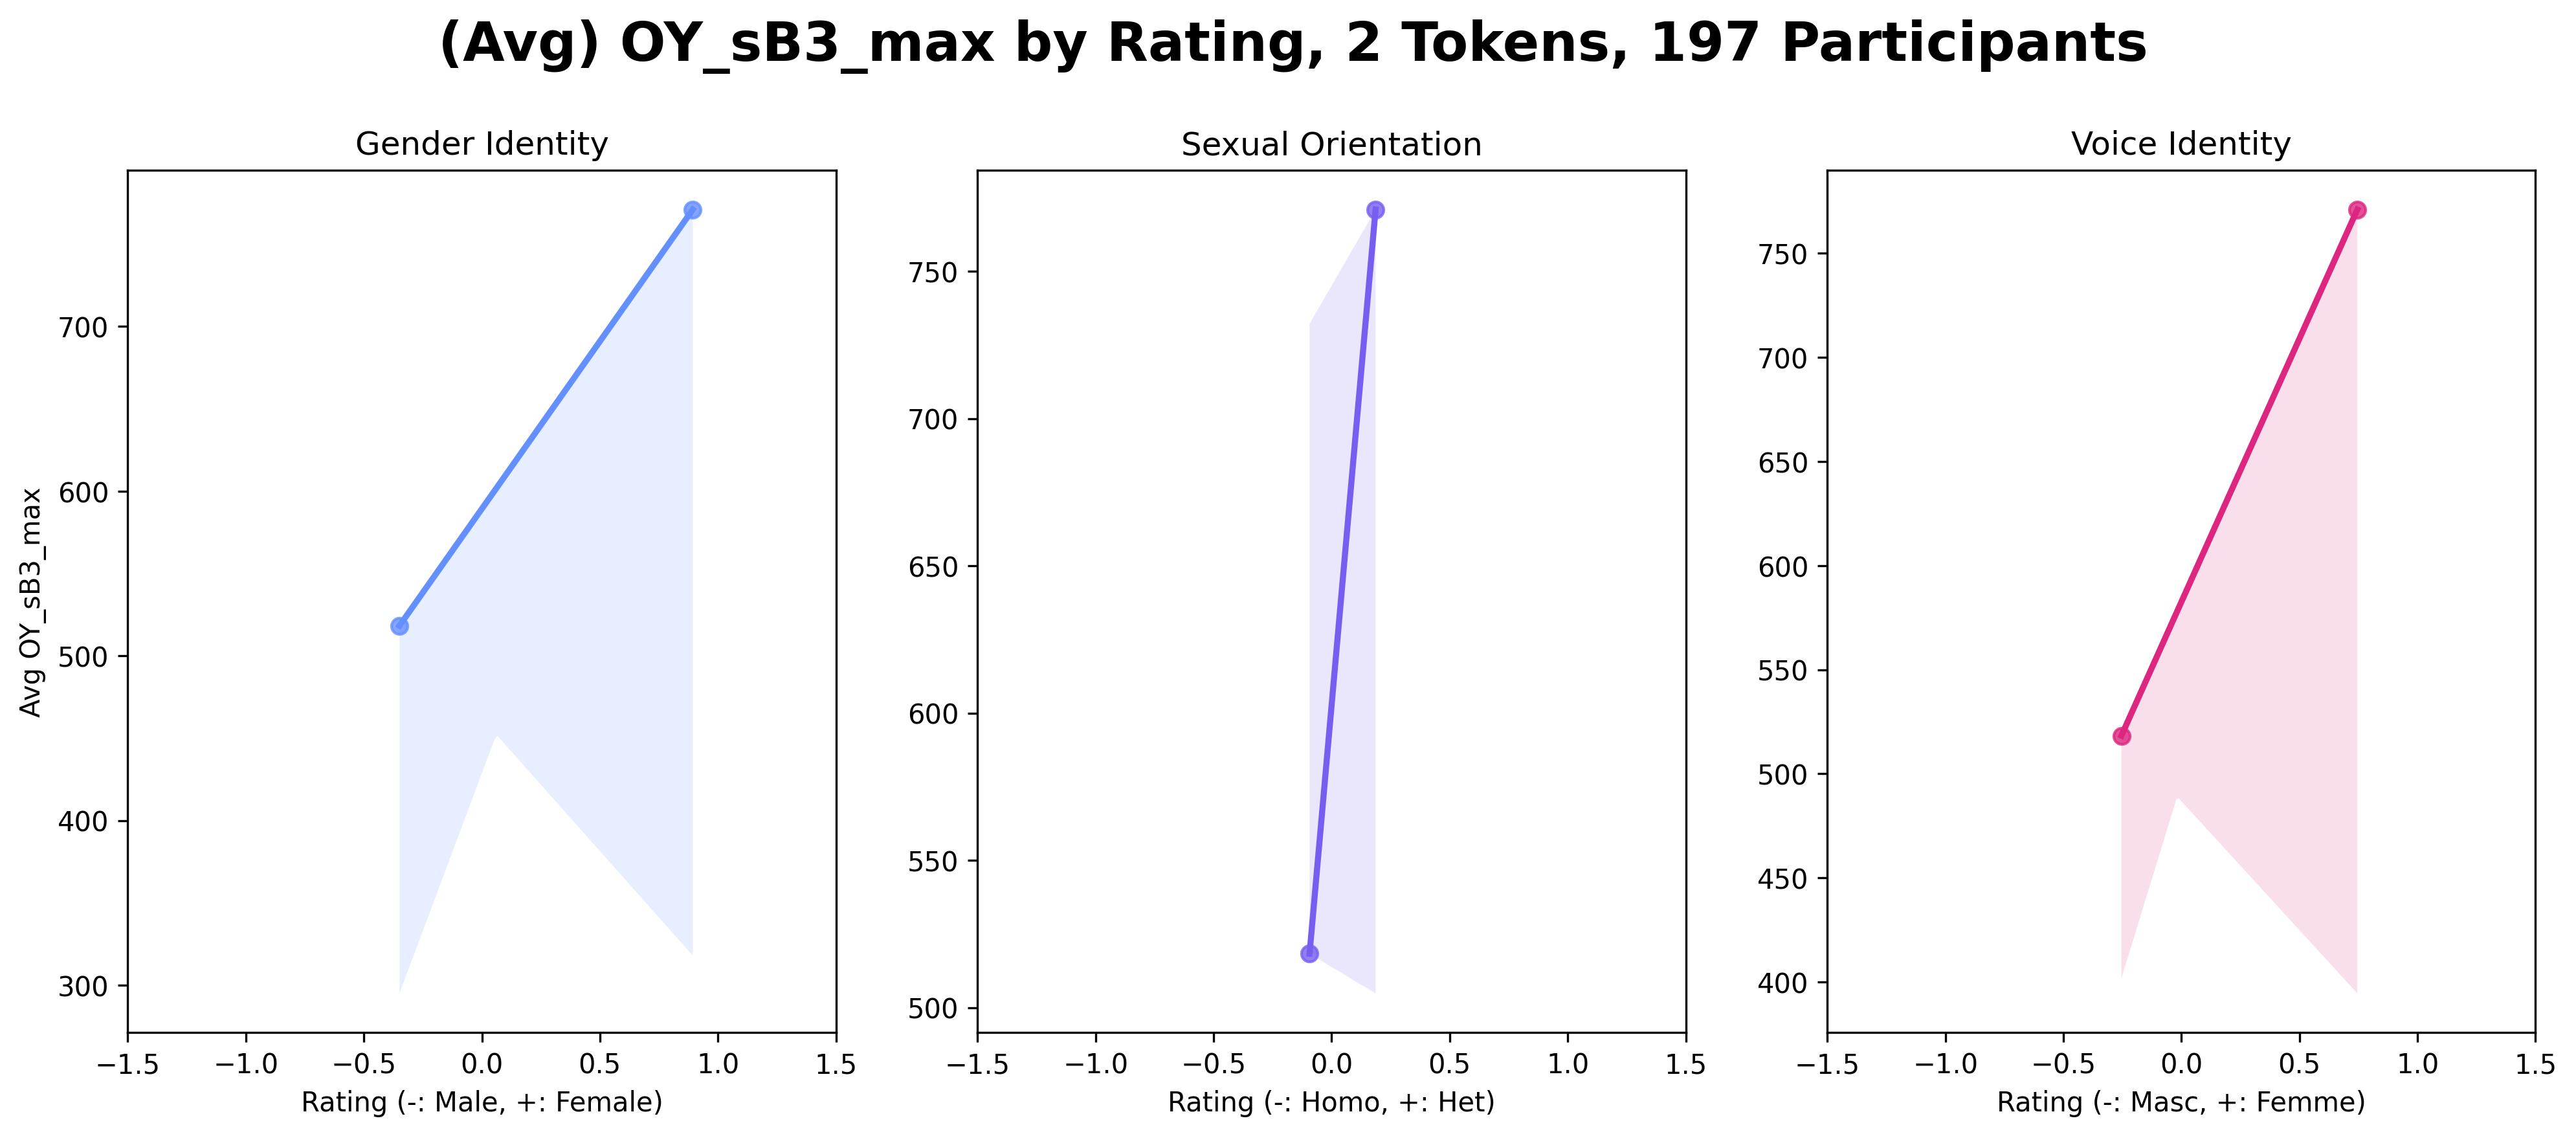 (Avg) OY_sB3_max by Rating, 2 Tokens, 197 Participants
Gender Identity
Avg OY_sB3_max
700
600
500
400
300
−1.5 −1.0 −0.5 0.0 0.5 1.0 1.5
Rating (-: Male, +: Female)
Sexual Orientation
750
700
650
600
550
500
−1.5 −1.0 −0.5 0.0 0.5 1.0 1.5
Rating (-: Homo, +: Het)
Voice Identity
750
700
650
600
550
500
450
400
−1.5 −1.0 −0.5 0.0 0.5 1.0 1.5
Rating (-: Masc, +: Femme)